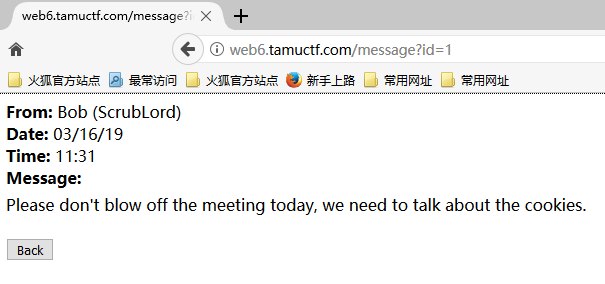 web6.tamuctf.com/message?i
web6.tamuctf.com/message?id=1
火狐官方站点 最常访问 火狐官方站点 新手上路 常用网址 常用网址
From: Bob (ScrubLord)
Date: 03/16/19
Time: 11:31
Message:
Please don't blow off the meeting today, we need to talk about the cookies.
Back